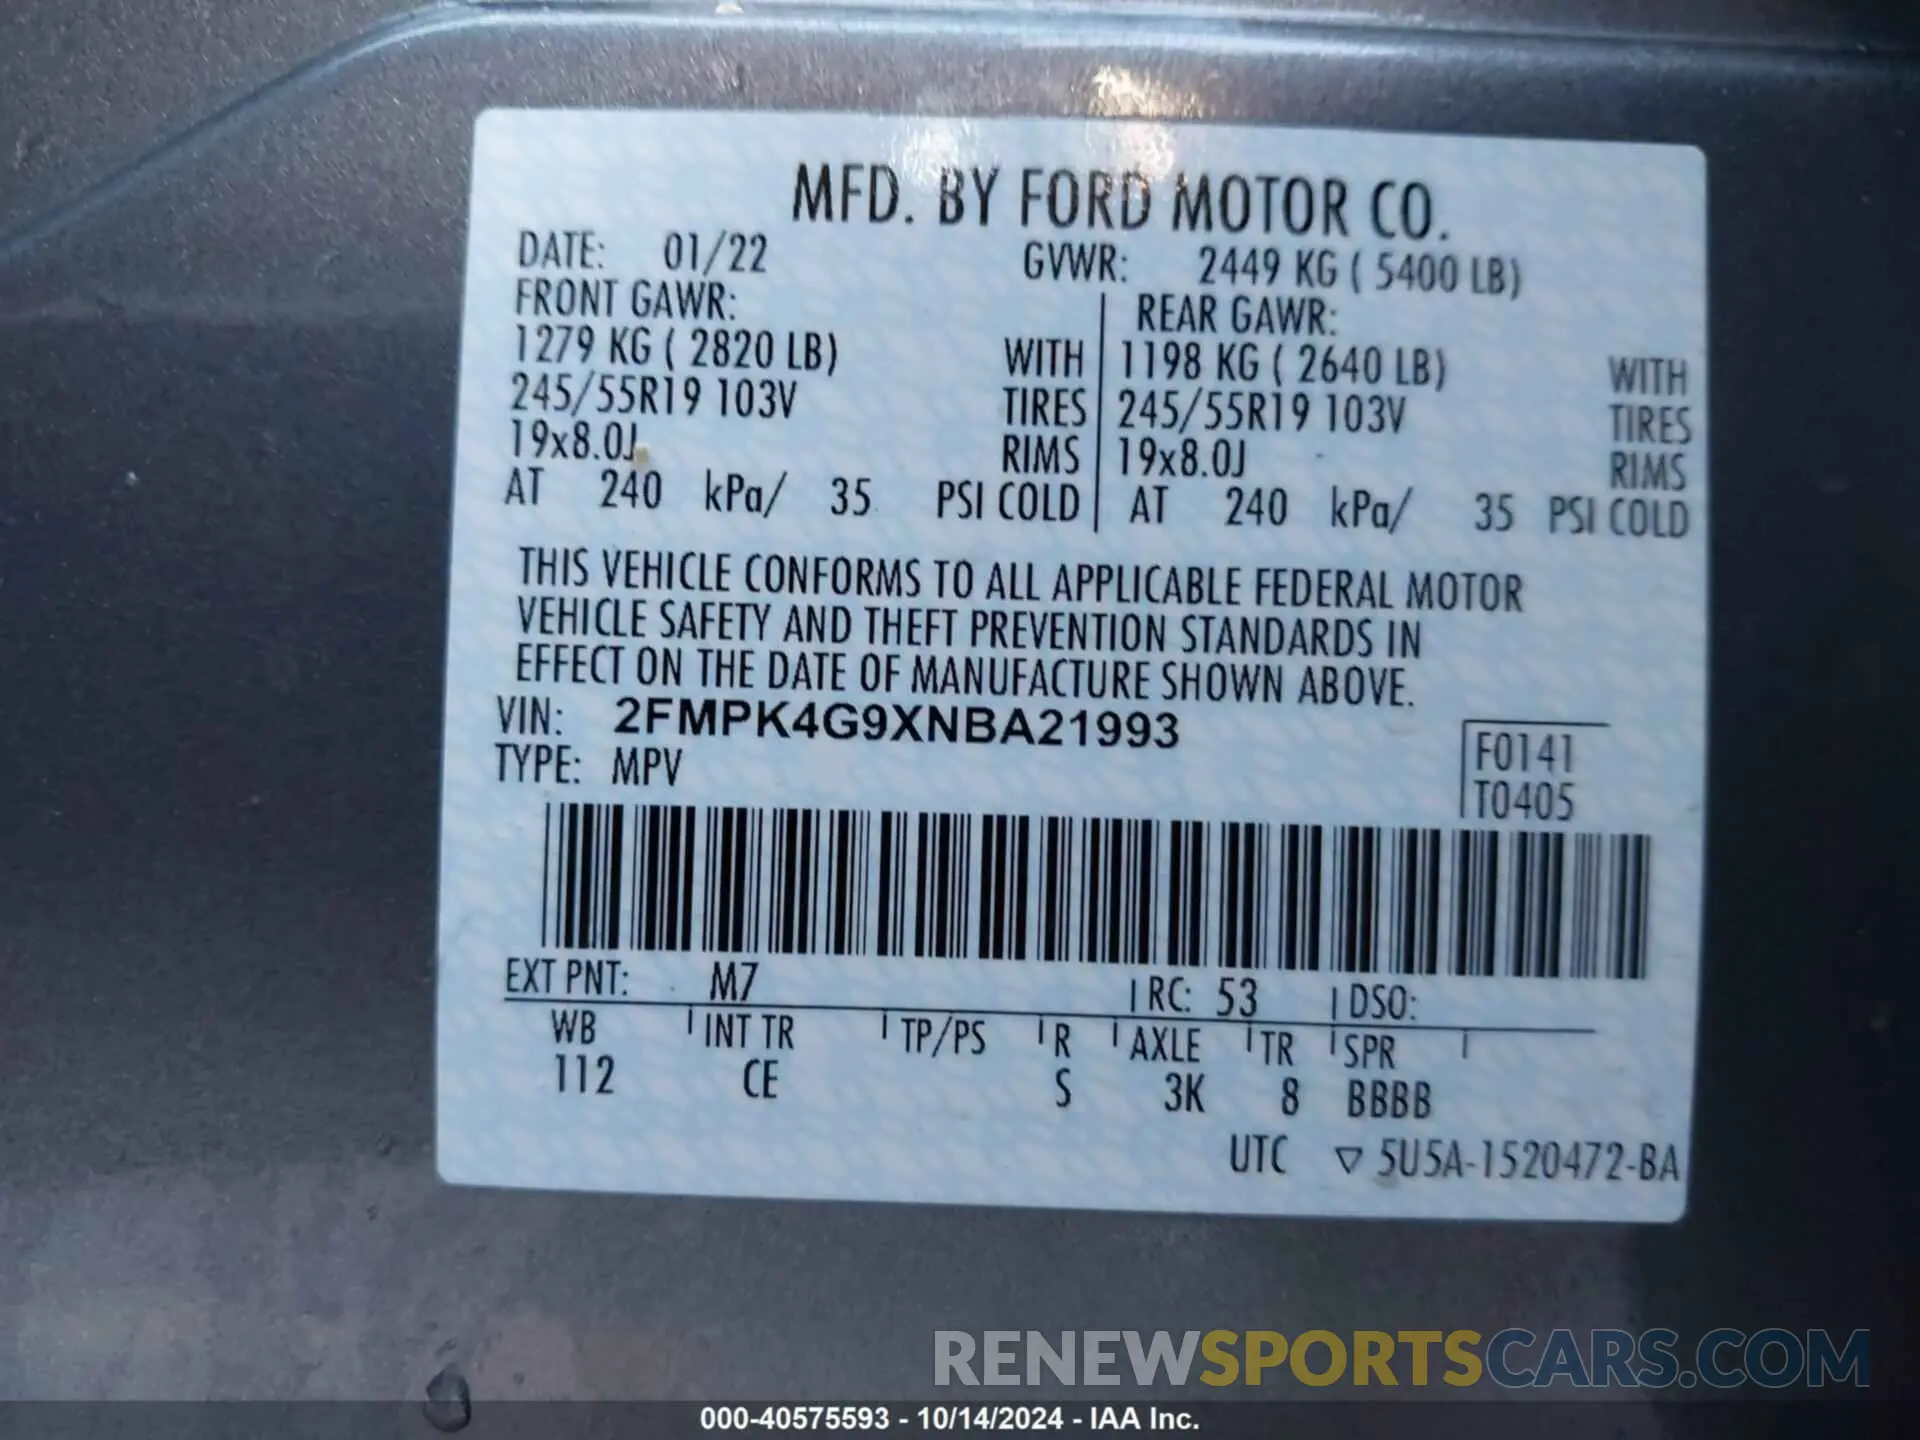 MFD. BY FORD MOTOR CO.
DATE: 01/22 GVWR: 2449 KG ( 5400 LB)
FRONT GAWR: REAR GAWR:
1279 KG ( 2820 LB) WITH 1198 KG ( 2640 LB) WITH
245/55R19 103V TIRES 245/55R19 103V TIRES
19x8.0J RIMS 19x8.0J RIMS
AT 240 kPa/ 35 PSI COLD AT 240 kPa/ 35 PSI COLD
THIS VEHICLE CONFORMS TO ALL APPLICABLE FEDERAL MOTOR
VEHICLE SAFETY AND THEFT PREVENTION STANDARDS IN
EFFECT ON THE DATE OF MANUFACTURE SHOWN ABOVE.
VIN: 2FMPK4G9XNBA21993
TYPE: MPV
F0141
T0405
EXT PNT: M7 RC: 53 DSO:
WB INT TR TP/PS R AXLE TR SPR
112 CE S 3K 8 BBBB
UTC ▽ 5U5A-1520472-BA
RENEWSPORTSCARS.COM
000-40575593 - 10/14/2024 - IAA Inc.